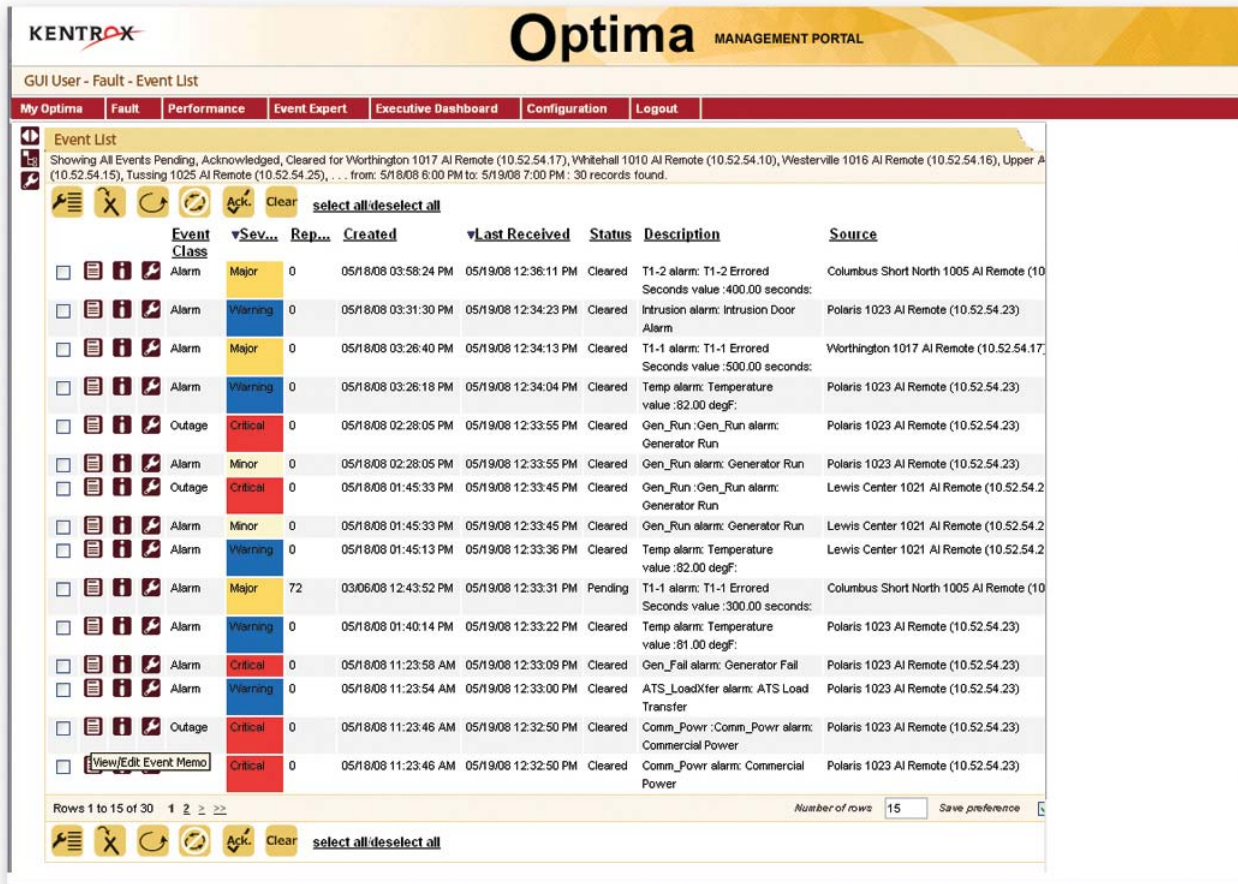 KENTROX
Optima MANAGEMENT PORTAL
GUI User - Fault - Event List
My Optima Fault Performance Event Expert Executive Dashboard Configuration Logout
Event List
Showing All Events Pending, Acknowledged, Cleared for Worthington 1017 AI Remote (10.52.54.17), Whitehall 1010 AI Remote (10.52.54.10), Westerville 1016 AI Remote (10.52.54.16), Upper A
(10.52.54.15), Tussing 1025 AI Remote (10.52.54.25), . . . from: 5/18/08 6:00 PM to: 5/19/08 7:00 PM : 30 records found.
Ack. Clear select all/deselect all
Event Sev... Rep... Created Last Received Status Description Source
Class
Alarm Major 0 05/18/08 03:58:24 PM 05/19/08 12:36:11 PM Cleared T1-2 alarm: T1-2 Errored Columbus Short North 1005 AI Remote (10
Seconds value :400.00 seconds:
Alarm Warning 0 05/18/08 03:31:30 PM 05/19/08 12:34:23 PM Cleared Intrusion alarm: Intrusion Door Polaris 1023 AI Remote (10.52.54.23)
Alarm
Alarm Major 0 05/18/08 03:26:40 PM 05/19/08 12:34:13 PM Cleared T1-1 alarm: T1-1 Errored Worthington 1017 AI Remote (10.52.54.17)
Seconds value :500.00 seconds:
Alarm Warning 0 05/18/08 03:26:18 PM 05/19/08 12:34:04 PM Cleared Temp alarm: Temperature Polaris 1023 AI Remote (10.52.54.23)
value :82.00 degF:
Outage Critical 0 05/18/08 02:28:05 PM 05/19/08 12:33:55 PM Cleared Gen_Run :Gen_Run alarm: Polaris 1023 AI Remote (10.52.54.23)
Generator Run
Alarm Minor 0 05/18/08 02:28:05 PM 05/19/08 12:33:55 PM Cleared Gen_Run alarm: Generator Run Polaris 1023 AI Remote (10.52.54.23)
Outage Critical 0 05/18/08 01:45:33 PM 05/19/08 12:33:45 PM Cleared Gen_Run :Gen_Run alarm: Lewis Center 1021 AI Remote (10.52.54.2
Generator Run
Alarm Minor 0 05/18/08 01:45:33 PM 05/19/08 12:33:45 PM Cleared Gen_Run alarm: Generator Run Lewis Center 1021 AI Remote (10.52.54.2
Alarm Warning 0 05/18/08 01:45:13 PM 05/19/08 12:33:36 PM Cleared Temp alarm: Temperature Lewis Center 1021 AI Remote (10.52.54.2
value :82.00 degF:
Alarm Major 72 03/06/08 12:43:52 PM 05/19/08 12:33:31 PM Pending T1-1 alarm: T1-1 Errored Columbus Short North 1005 AI Remote (10
Seconds value :300.00 seconds:
Alarm Warning 0 05/18/08 01:40:14 PM 05/19/08 12:33:22 PM Cleared Temp alarm: Temperature Polaris 1023 AI Remote (10.52.54.23)
value :81.00 degF:
Alarm Critical 0 05/18/08 11:23:58 AM 05/19/08 12:33:09 PM Cleared Gen_Fail alarm: Generator Fail Polaris 1023 AI Remote (10.52.54.23)
Alarm Warning 0 05/18/08 11:23:54 AM 05/19/08 12:33:00 PM Cleared ATS_LoadXfer alarm: ATS Load Polaris 1023 AI Remote (10.52.54.23)
Transfer
Outage Critical 0 05/18/08 11:23:46 AM 05/19/08 12:32:50 PM Cleared Comm_Powr :Comm_Powr alarm: Polaris 1023 AI Remote (10.52.54.23)
Commercial Power
View/Edit Event Memo Critical 0 05/18/08 11:23:46 AM 05/19/08 12:32:50 PM Cleared Comm_Powr alarm: Commercial Polaris 1023 AI Remote (10.52.54.23)
Power
Rows 1 to 15 of 30 1 2 > >> Number of rows 15 Save preference
Ack. Clear select all/deselect all